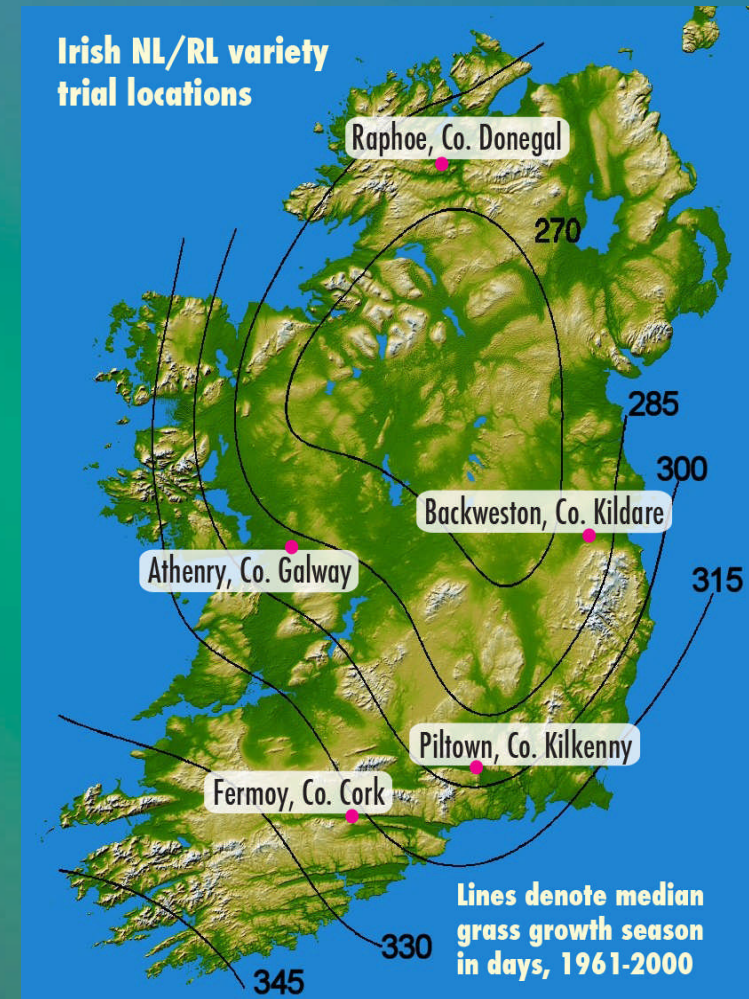 Irish NL/RL variety
trial locations
Raphoe, Co. Donegal
270
285
300
Backweston, Co. Kildare
Athenry, Co. Galway
315
Piltown, Co. Kilkenny
Fermoy, Co. Cork
Lines denote median
grass growth season
in days, 1961-2000
330
345